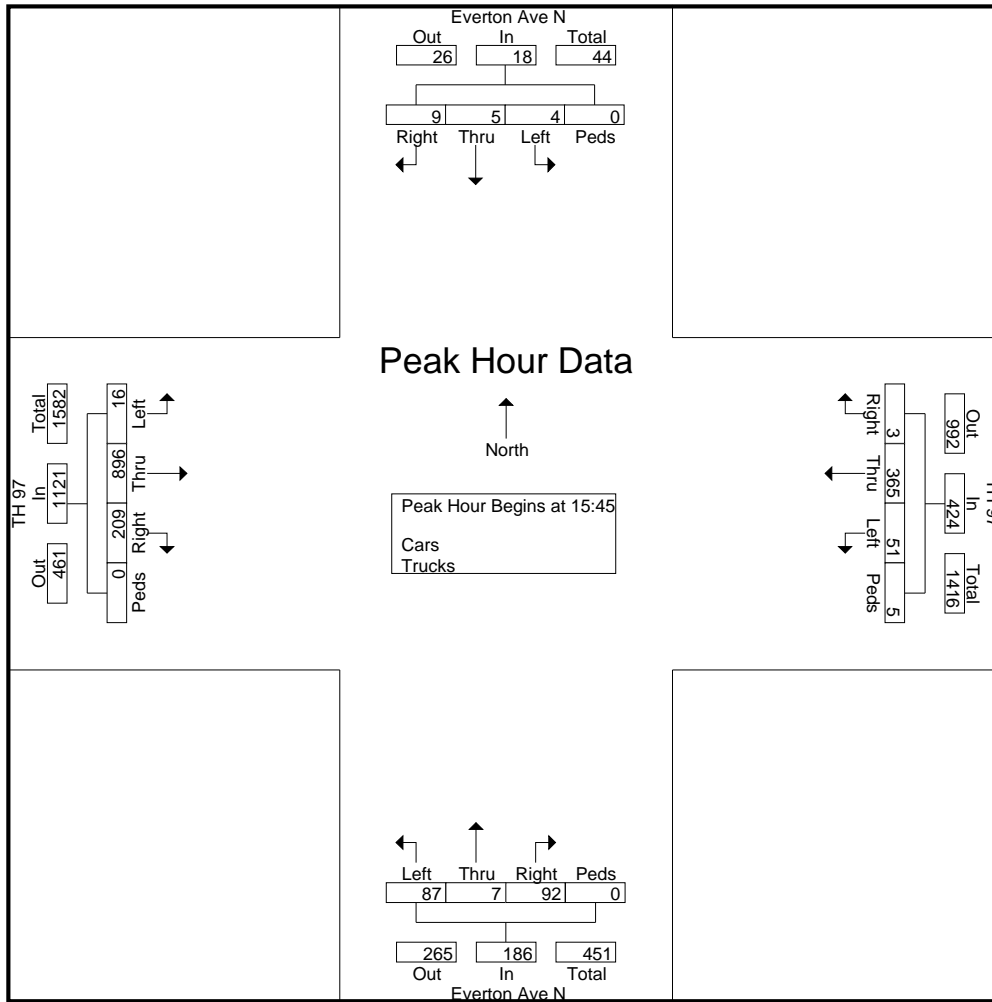 Everton Ave N
Out In Total
26 18 44
9 5 4 0
Right Thru Left Peds
Peak Hour Data
North
Peak Hour Begins at 15:45
Cars
Trucks
TH 97
Out In Total
461 1121 1582
0 209 896 16
Peds Right Thru Left
TH 97
Out In Total
992 424 1416
3 365 51 5
Right Thru Left Peds
Left Thru Right Peds
87 7 92 0
265 186 451
Out In Total
Everton Ave N